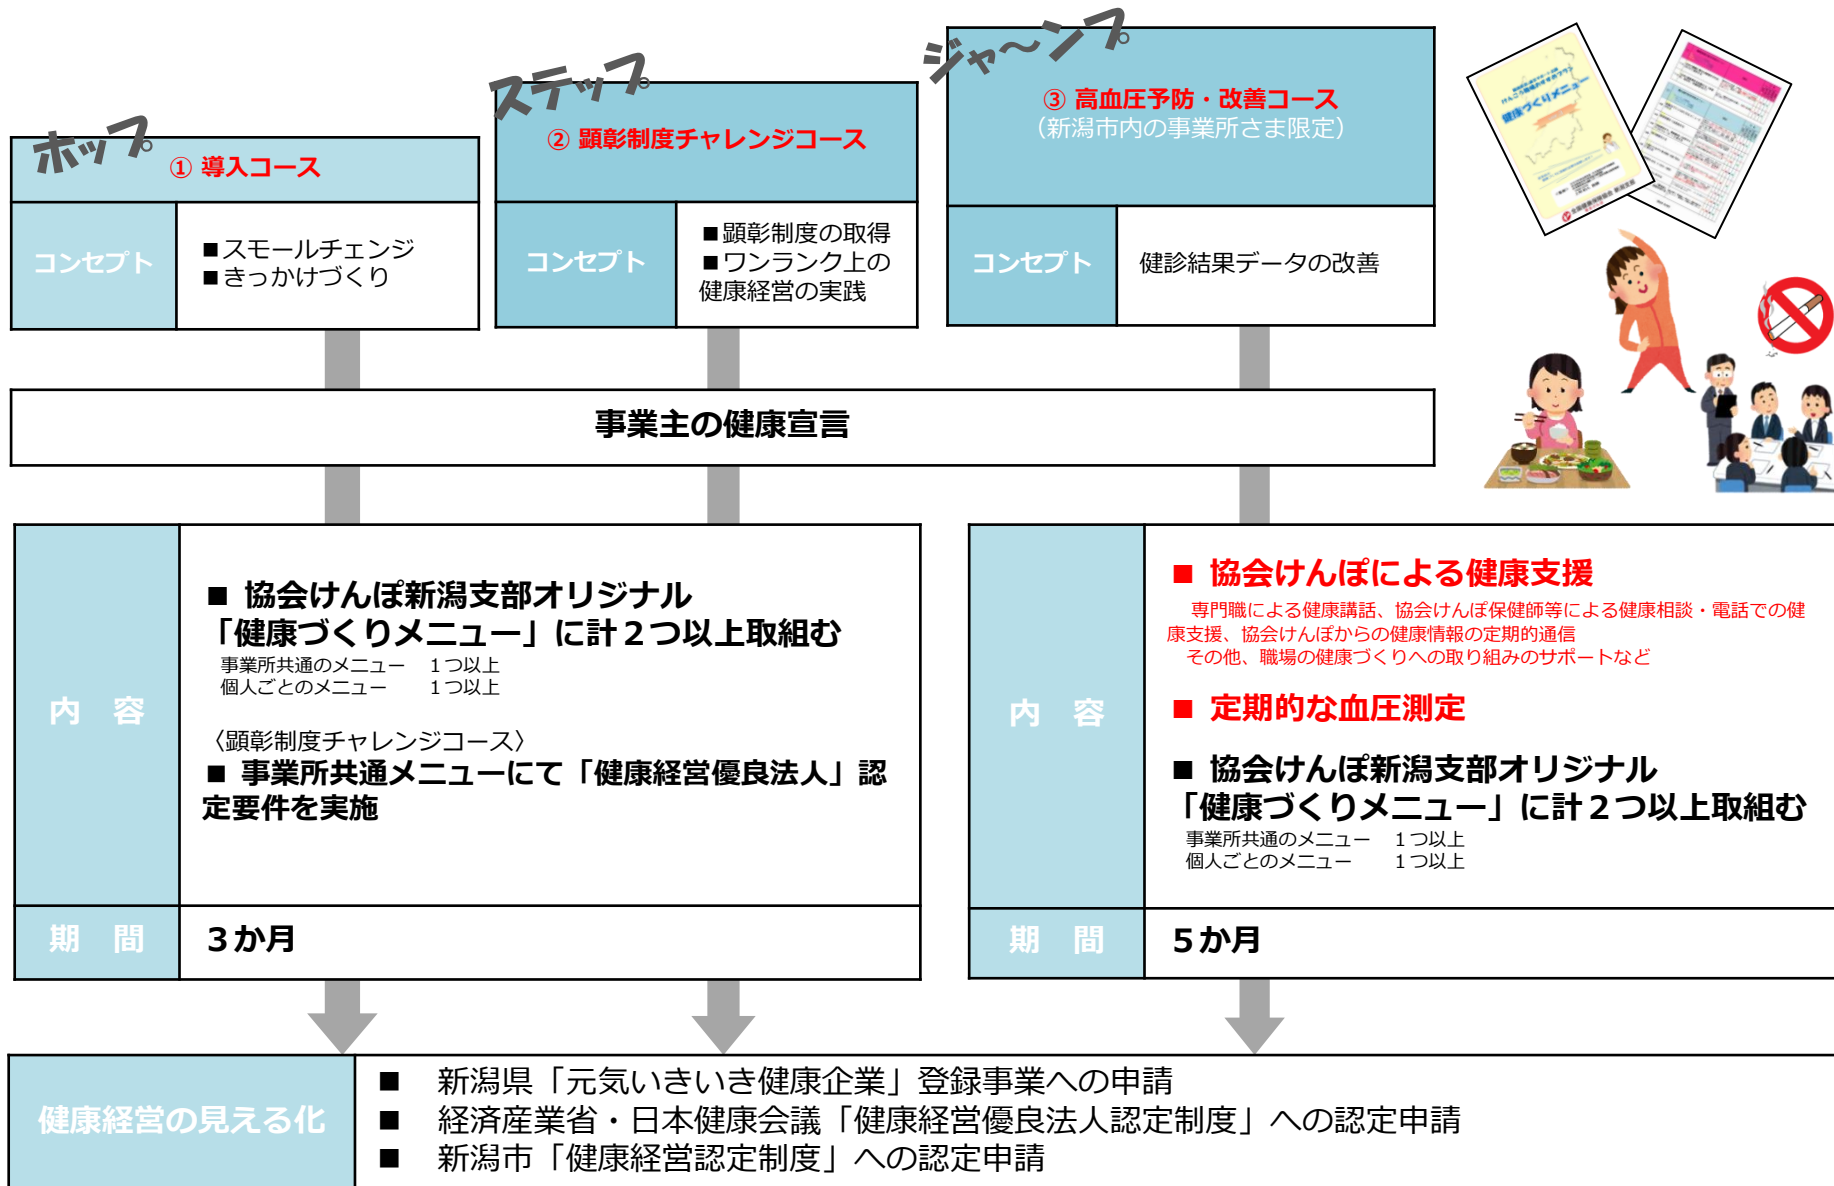 ホップ
① 導入コース
コンセプト
■スモールチェンジ
■きっかけづくり
ステップ
② 顕彰制度チャレンジコース
コンセプト
■顕彰制度の取得
■ワンランク上の
健康経営の実践
ジャ～ンプ
③ 高血圧予防・改善コース
（新潟市内の事業所さま限定）
コンセプト
健診結果データの改善
健康づくりメニュー
事業主の健康宣言
内　容
■ 協会けんぽ新潟支部オリジナル
「健康づくりメニュー」に計２つ以上取組む
事業所共通のメニュー　１つ以上
個人ごとのメニュー　　１つ以上
〈顕彰制度チャレンジコース〉
■ 事業所共通メニューにて「健康経営優良法人」認
定要件を実施
期　間
３か月
内　容
■ 協会けんぽによる健康支援
専門職による健康講話、協会けんぽ保健師等による健康相談・電話での健
康支援、協会けんぽからの健康情報の定期的通信
その他、職場の健康づくりへの取り組みのサポートなど
■ 定期的な血圧測定
■ 協会けんぽ新潟支部オリジナル
「健康づくりメニュー」に計２つ以上取組む
事業所共通のメニュー　１つ以上
個人ごとのメニュー　　１つ以上
期　間
５か月
健康経営の見える化
■　新潟県「元気いきいき健康企業」登録事業への申請
■　経済産業省・日本健康会議「健康経営優良法人認定制度」への認定申請
■　新潟市「健康経営認定制度」への認定申請